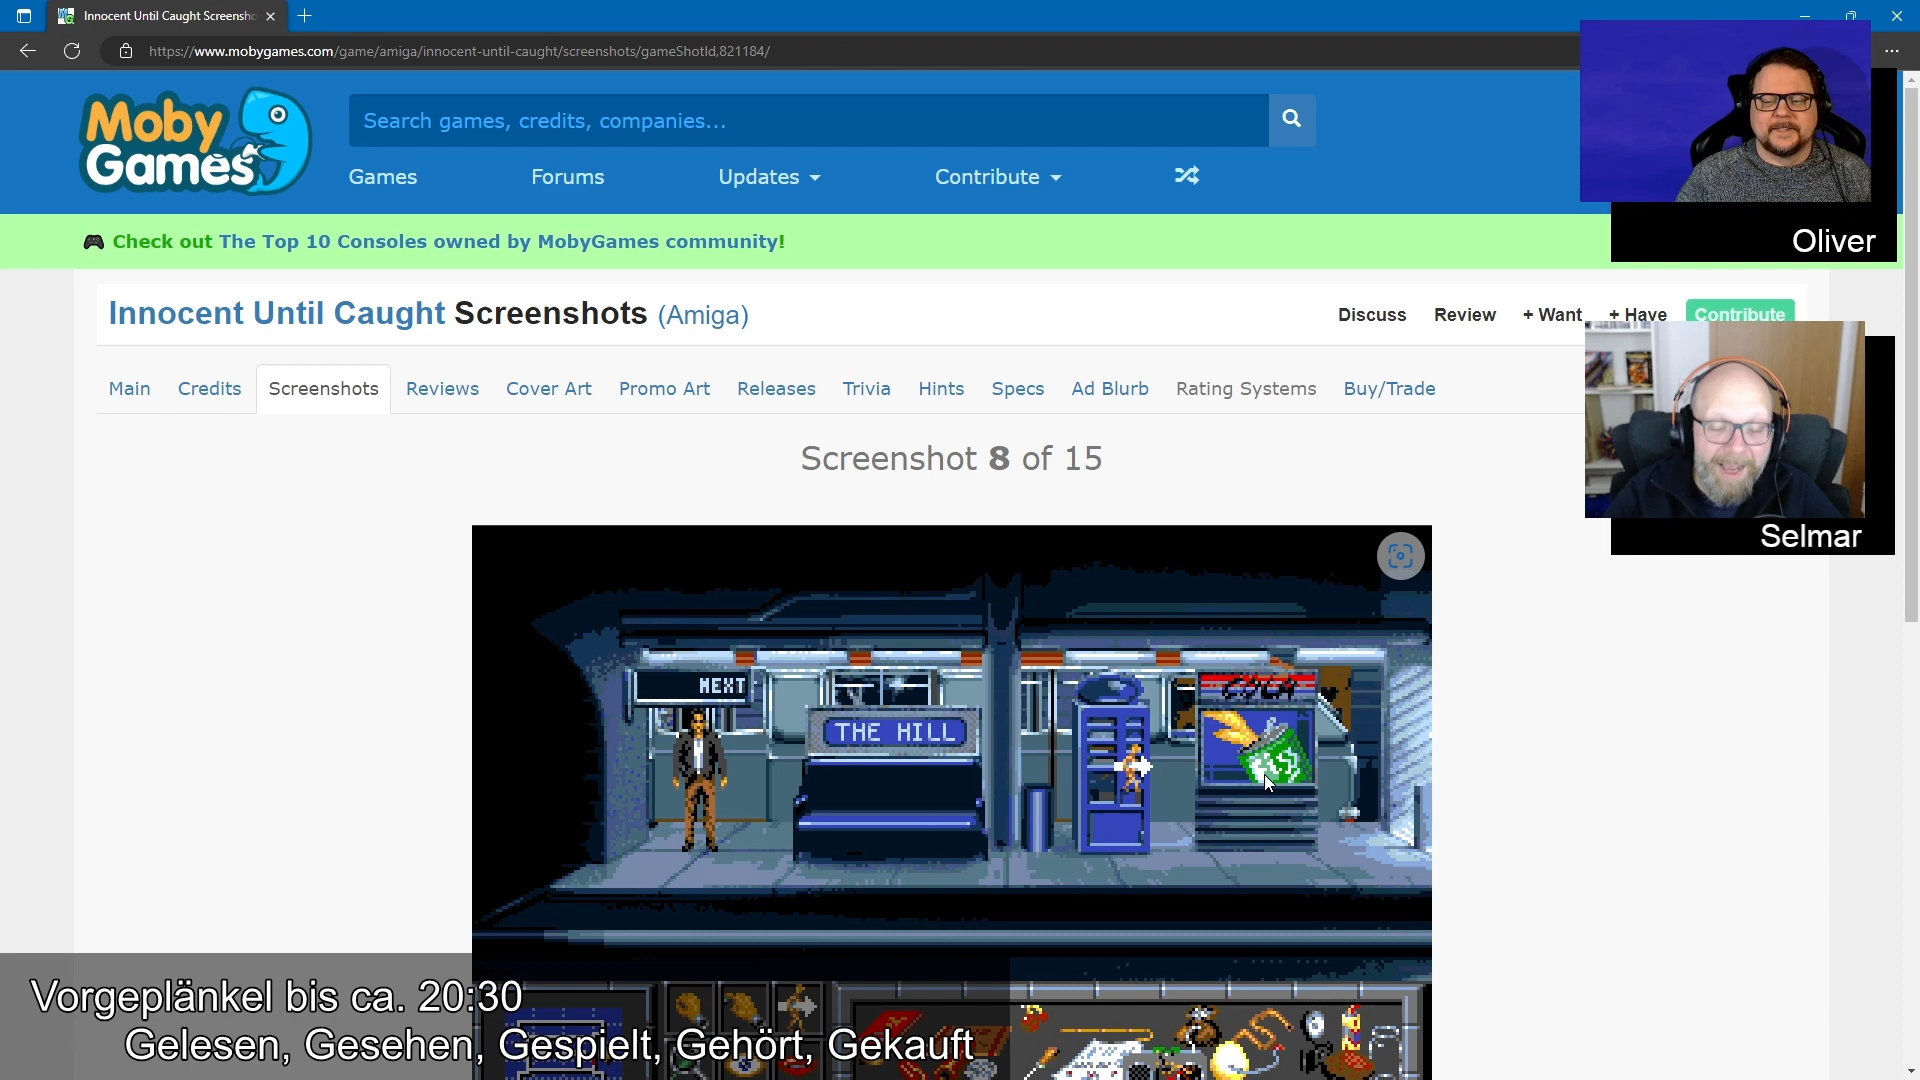 Innocent Until Caught Screensho
https://www.mobygames.com/game/amiga/innocent-until-caught/screenshots/gameShotId,821184/
Moby
Games
Search games, credits, companies...
Games Forums Updates Contribute
Check out The Top 10 Consoles owned by MobyGames community!
Oliver
Innocent Until Caught Screenshots (Amiga)
Discuss Review + Want + Have Contribute
Main Credits Screenshots Reviews Cover Art Promo Art Releases Trivia Hints Specs Ad Blurb Rating Systems Buy/Trade
Screenshot 8 of 15
Selmar
NEXT
COLA
THE HILL
Vorgeplänkel bis ca. 20:30
Gelesen, Gesehen, Gespielt, Gehört, Gekauft